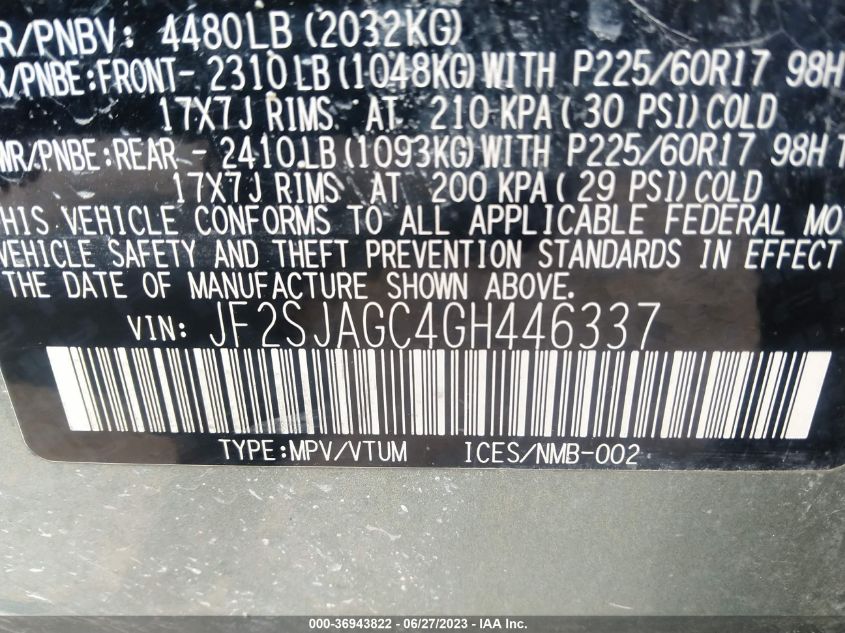 R/PNBV: 4480LB (2032KG)
R/PNBE:FRONT- 2310LB (1048KG) WITH P225/60R17 98H
17X7J RIMS AT 210 KPA ( 30 PSI) COLD
WR/PNBE:REAR - 2410LB (1093KG) WITH P225/60R17 98H T
17X7J RIMS AT 200 KPA ( 29 PSI) COLD
HIS VEHICLE CONFORMS TO ALL APPLICABLE FEDERAL MO
VEHICLE SAFETY AND THEFT PREVENTION STANDARDS IN EFFECT
THE DATE OF MANUFACTURE SHOWN ABOVE.
VIN: JF2SJAGC4GH446337
TYPE:MPV/VTUM ICES/NMB-002
000-36943822 - 06/27/2023 - IAA Inc.